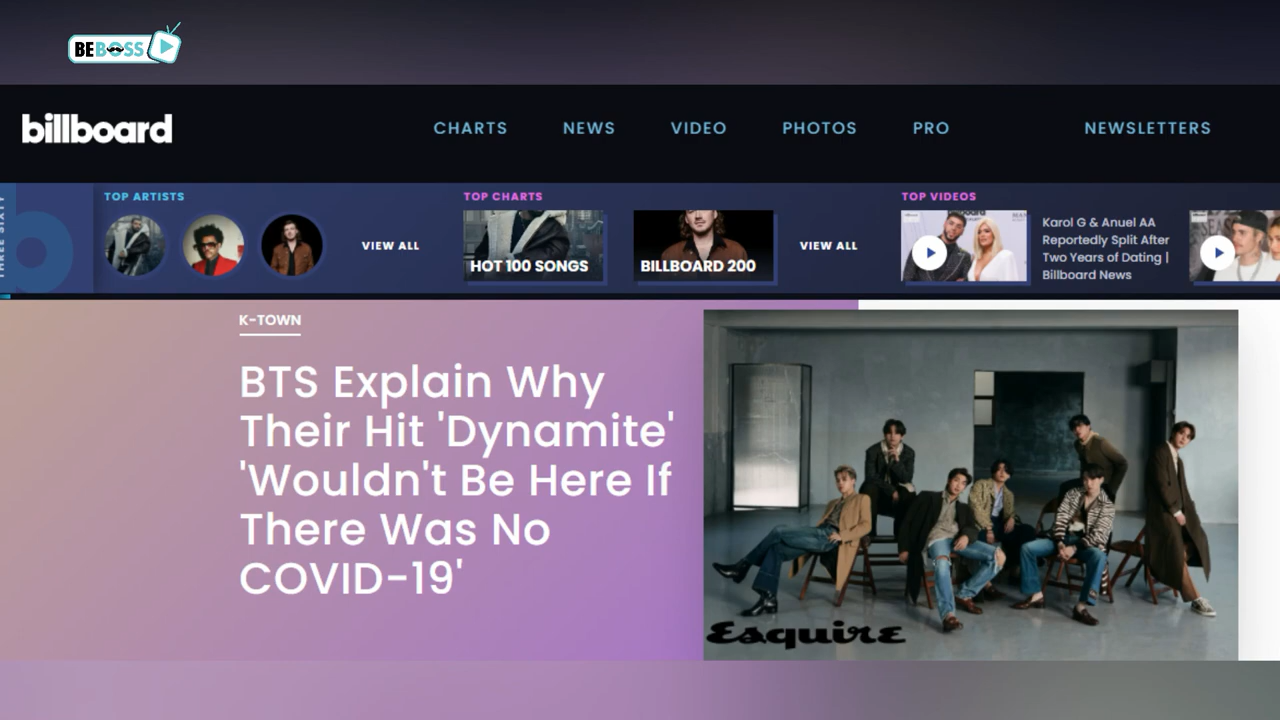 BEBOSS
billboard
CHARTS NEWS VIDEO PHOTOS PRO NEWSLETTERS
THREE SIXTY
TOP ARTISTS
VIEW ALL
TOP CHARTS
HOT 100 SONGS
BILLBOARD 200
VIEW ALL
TOP VIDEOS
Karol G & Anuel AA
Reportedly Split After
Two Years of Dating |
Billboard News
K-TOWN
BTS Explain Why
Their Hit 'Dynamite'
'Wouldn't Be Here If
There Was No
COVID-19'
Esquire